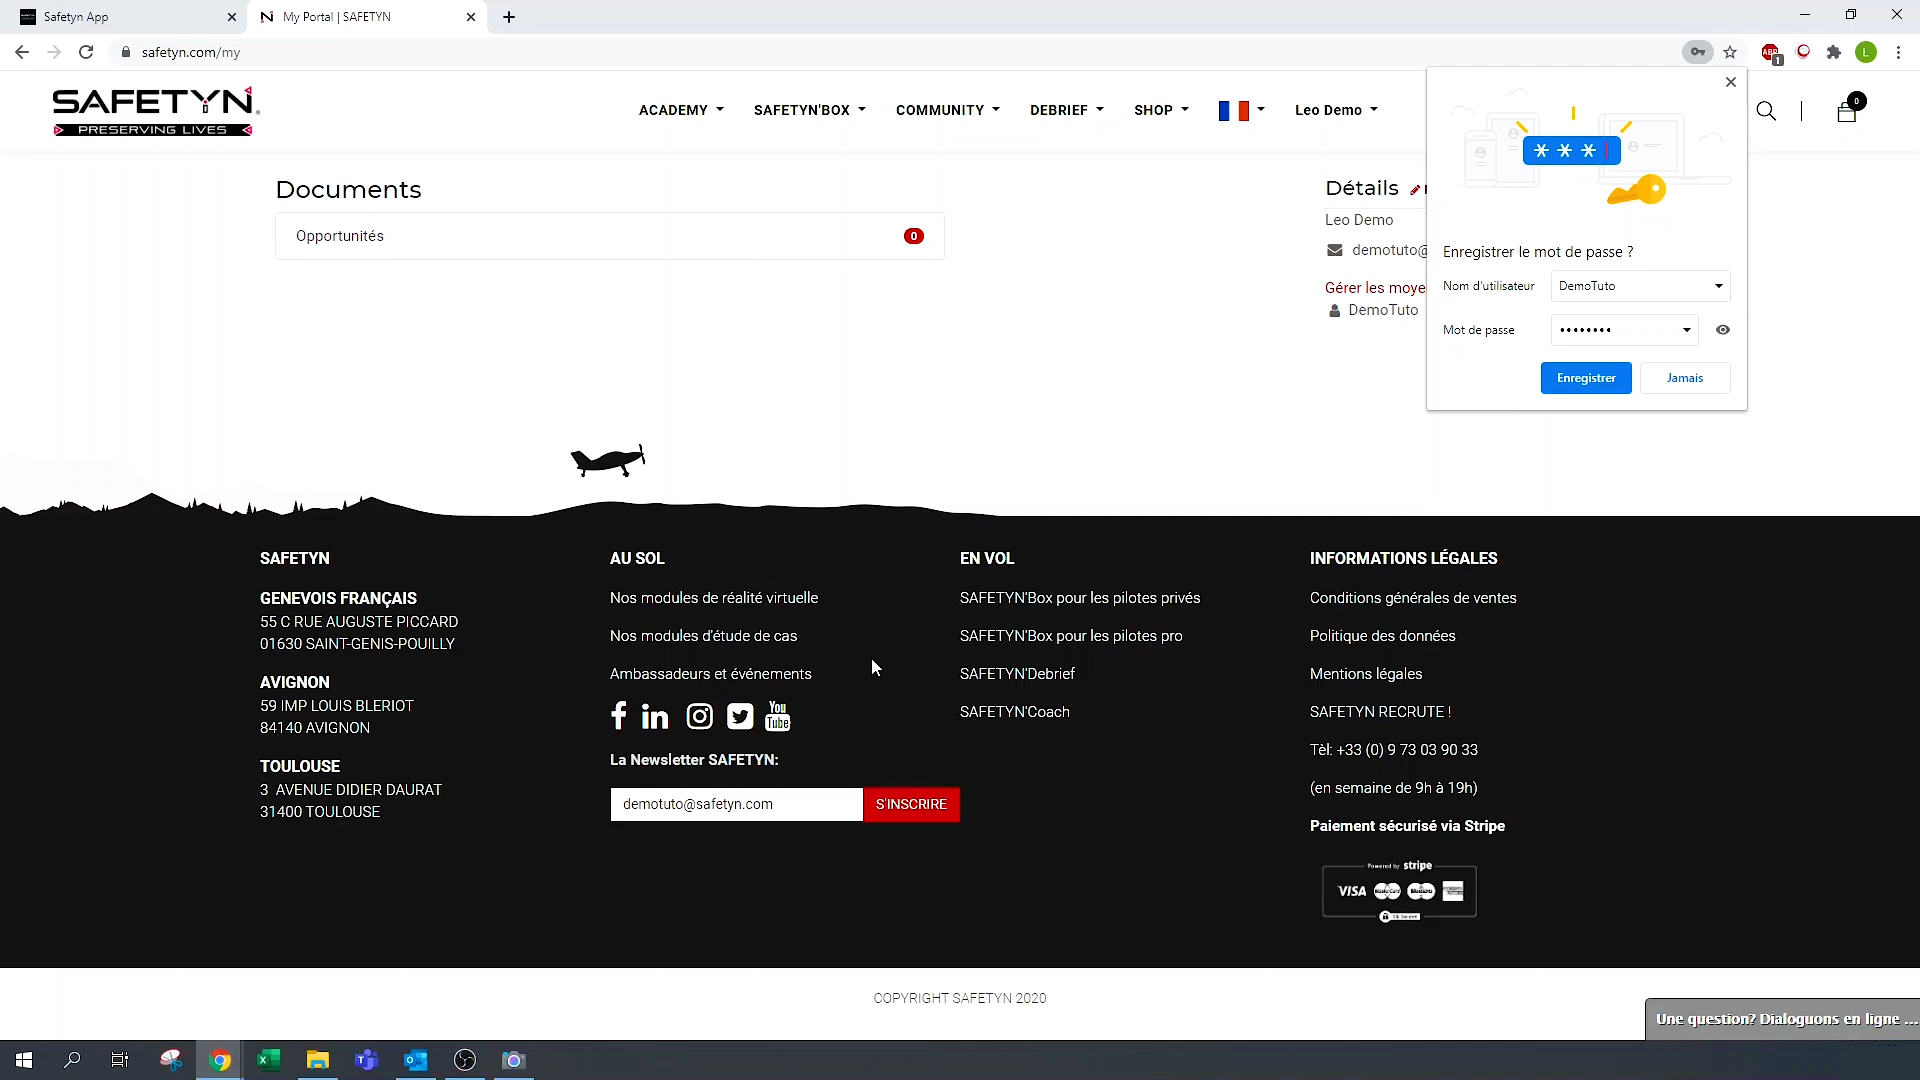 Safetyn App
My Portal | SAFETYN
safetyn.com/my
L
1
SAFETYN
PRESERVING LIVES
ACADEMY
SAFETYN'BOX
COMMUNITY
DEBRIEF
SHOP
Leo Demo
0
Documents
Opportunités
0
Détails
Leo Demo
demotuto@
Gérer les moye
DemoTuto
Enregistrer le mot de passe ?
Nom d'utilisateur
DemoTuto
Mot de passe
••••••••
Enregistrer
Jamais
SAFETYN
GENEVOIS FRANÇAIS
55 C RUE AUGUSTE PICCARD
01630 SAINT-GENIS-POUILLY
AVIGNON
59 IMP LOUIS BLERIOT
84140 AVIGNON
TOULOUSE
3 AVENUE DIDIER DAURAT
31400 TOULOUSE
AU SOL
Nos modules de réalité virtuelle
Nos modules d'étude de cas
Ambassadeurs et événements
You
Tube
La Newsletter SAFETYN:
demotuto@safetyn.com
S'INSCRIRE
EN VOL
SAFETYN'Box pour les pilotes privés
SAFETYN'Box pour les pilotes pro
SAFETYN'Debrief
SAFETYN'Coach
INFORMATIONS LÉGALES
Conditions générales de ventes
Politique des données
Mentions légales
SAFETYN RECRUTE !
Tèl: +33 (0) 9 73 03 90 33
(en semaine de 9h à 19h)
Paiement sécurisé via Stripe
Powered by stripe
VISA MasterCard Maestro
COPYRIGHT SAFETYN 2020
Une question? Dialoguons en ligne ...